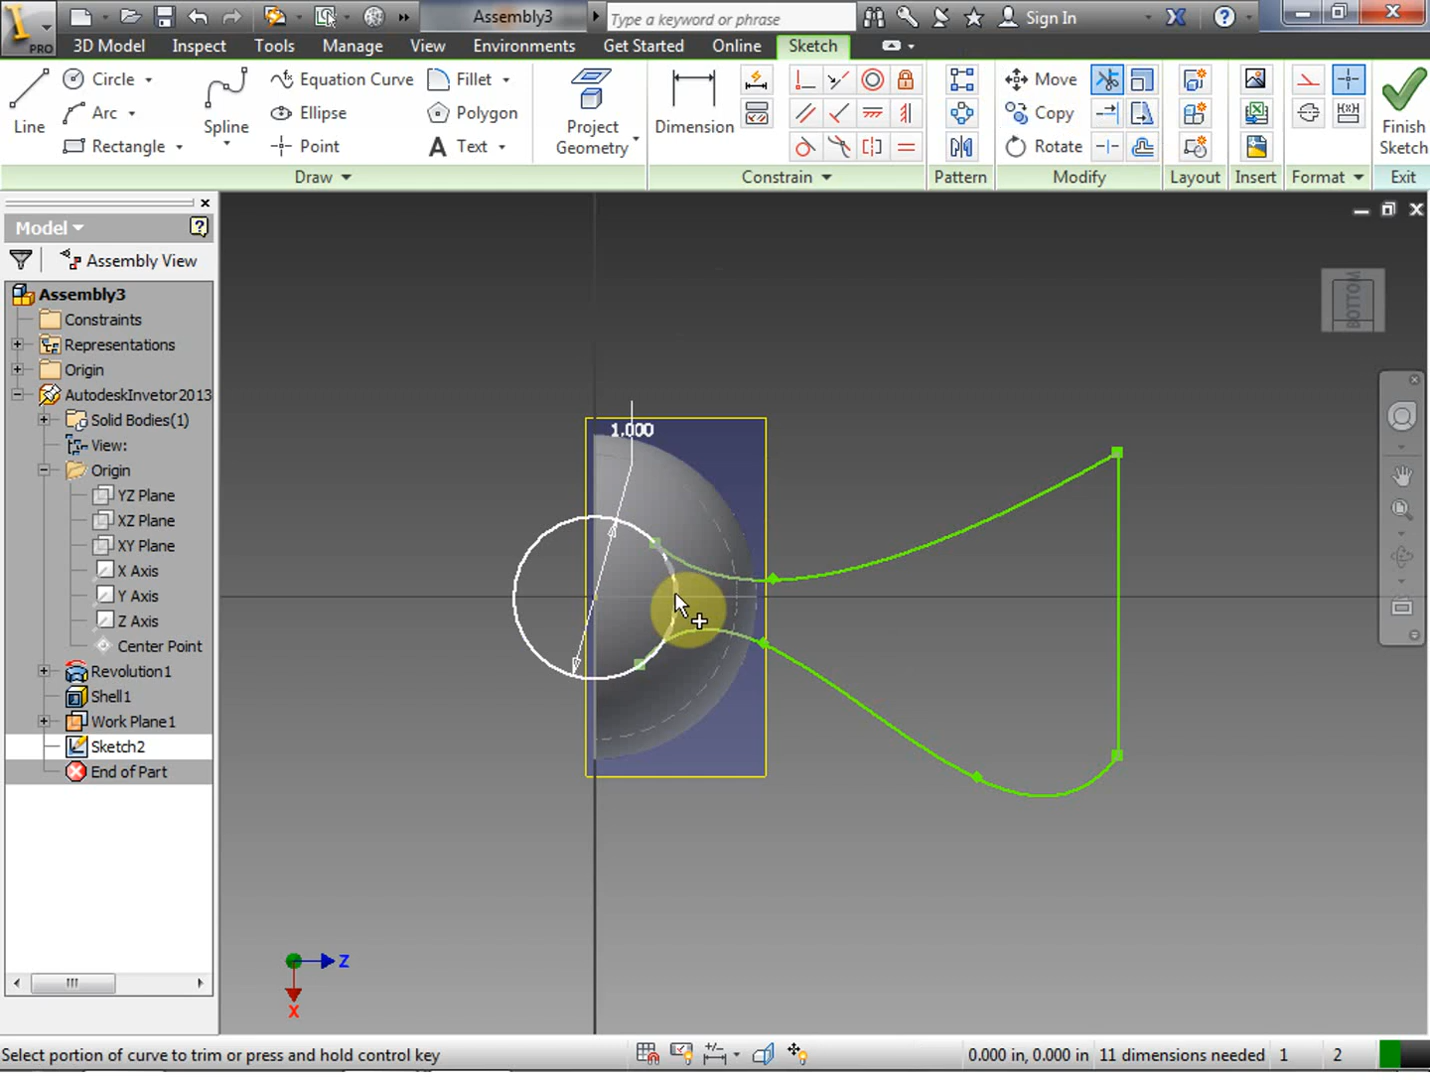 PRO
Assembly3
Type a keyword or phrase
Sign In
3D Model
Inspect
Tools
Manage
View
Environments
Get Started
Online
Sketch
Line
Circle
Arc
Rectangle
Spline
Equation Curve
Ellipse
Point
Fillet
Polygon
A Text
Project Geometry
Dimension
Move
Copy
Rotate
Finish Sketch
Draw
Constrain
Pattern
Modify
Layout
Insert
Format
Exit
Model
Assembly View
Assembly3
Constraints
Representations
Origin
AutodeskInvetor2013
Solid Bodies(1)
View:
Origin
YZ Plane
XZ Plane
XY Plane
X Axis
Y Axis
Z Axis
Center Point
Revolution1
Shell1
Work Plane1
Sketch2
End of Part
1.000
BOTTOM
Z
X
Select portion of curve to trim or press and hold control key
0.000 in, 0.000 in
11 dimensions needed
1
2